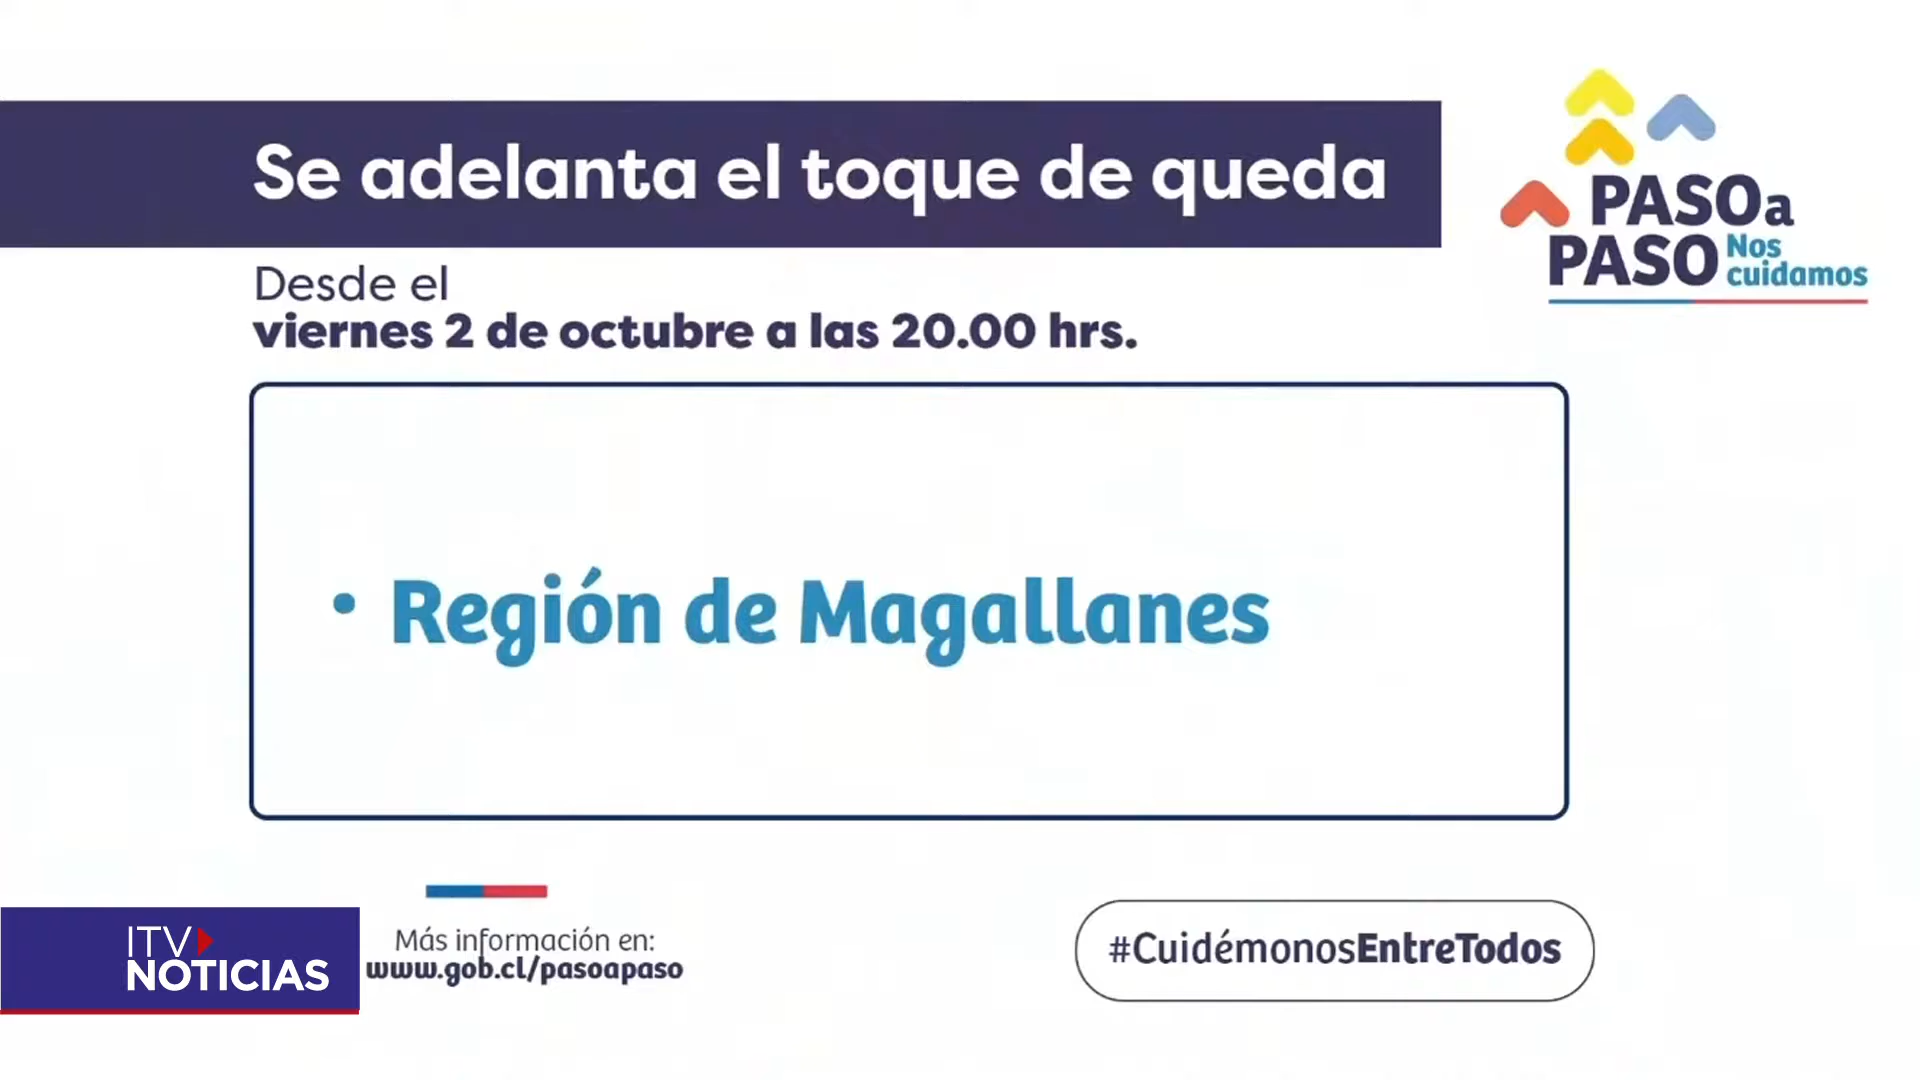 Se adelanta el toque de queda
PASO a
PASO Nos
cuidamos
Desde el
viernes 2 de octubre a las 20.00 hrs.
• Región de Magallanes
ITV
NOTICIAS
Más información en:
www.gob.cl/pasoapaso
#CuidémonosEntreTodos